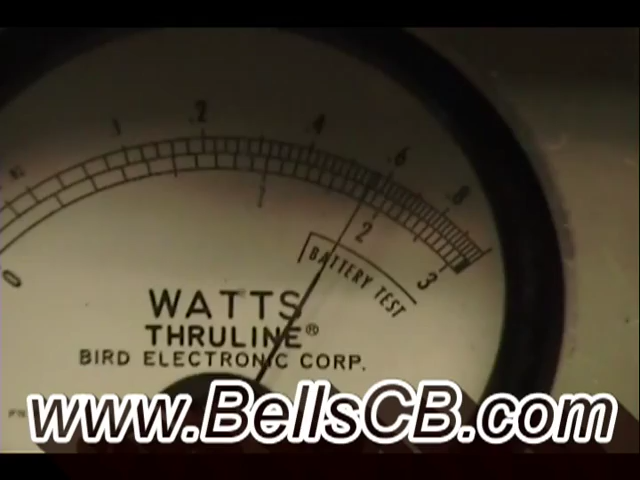 .1 .2 .4 .6 .8
0 2 3
BATTERY TEST
WATTS
THRULINE®
BIRD ELECTRONIC CORP.
www.BellsCB.com